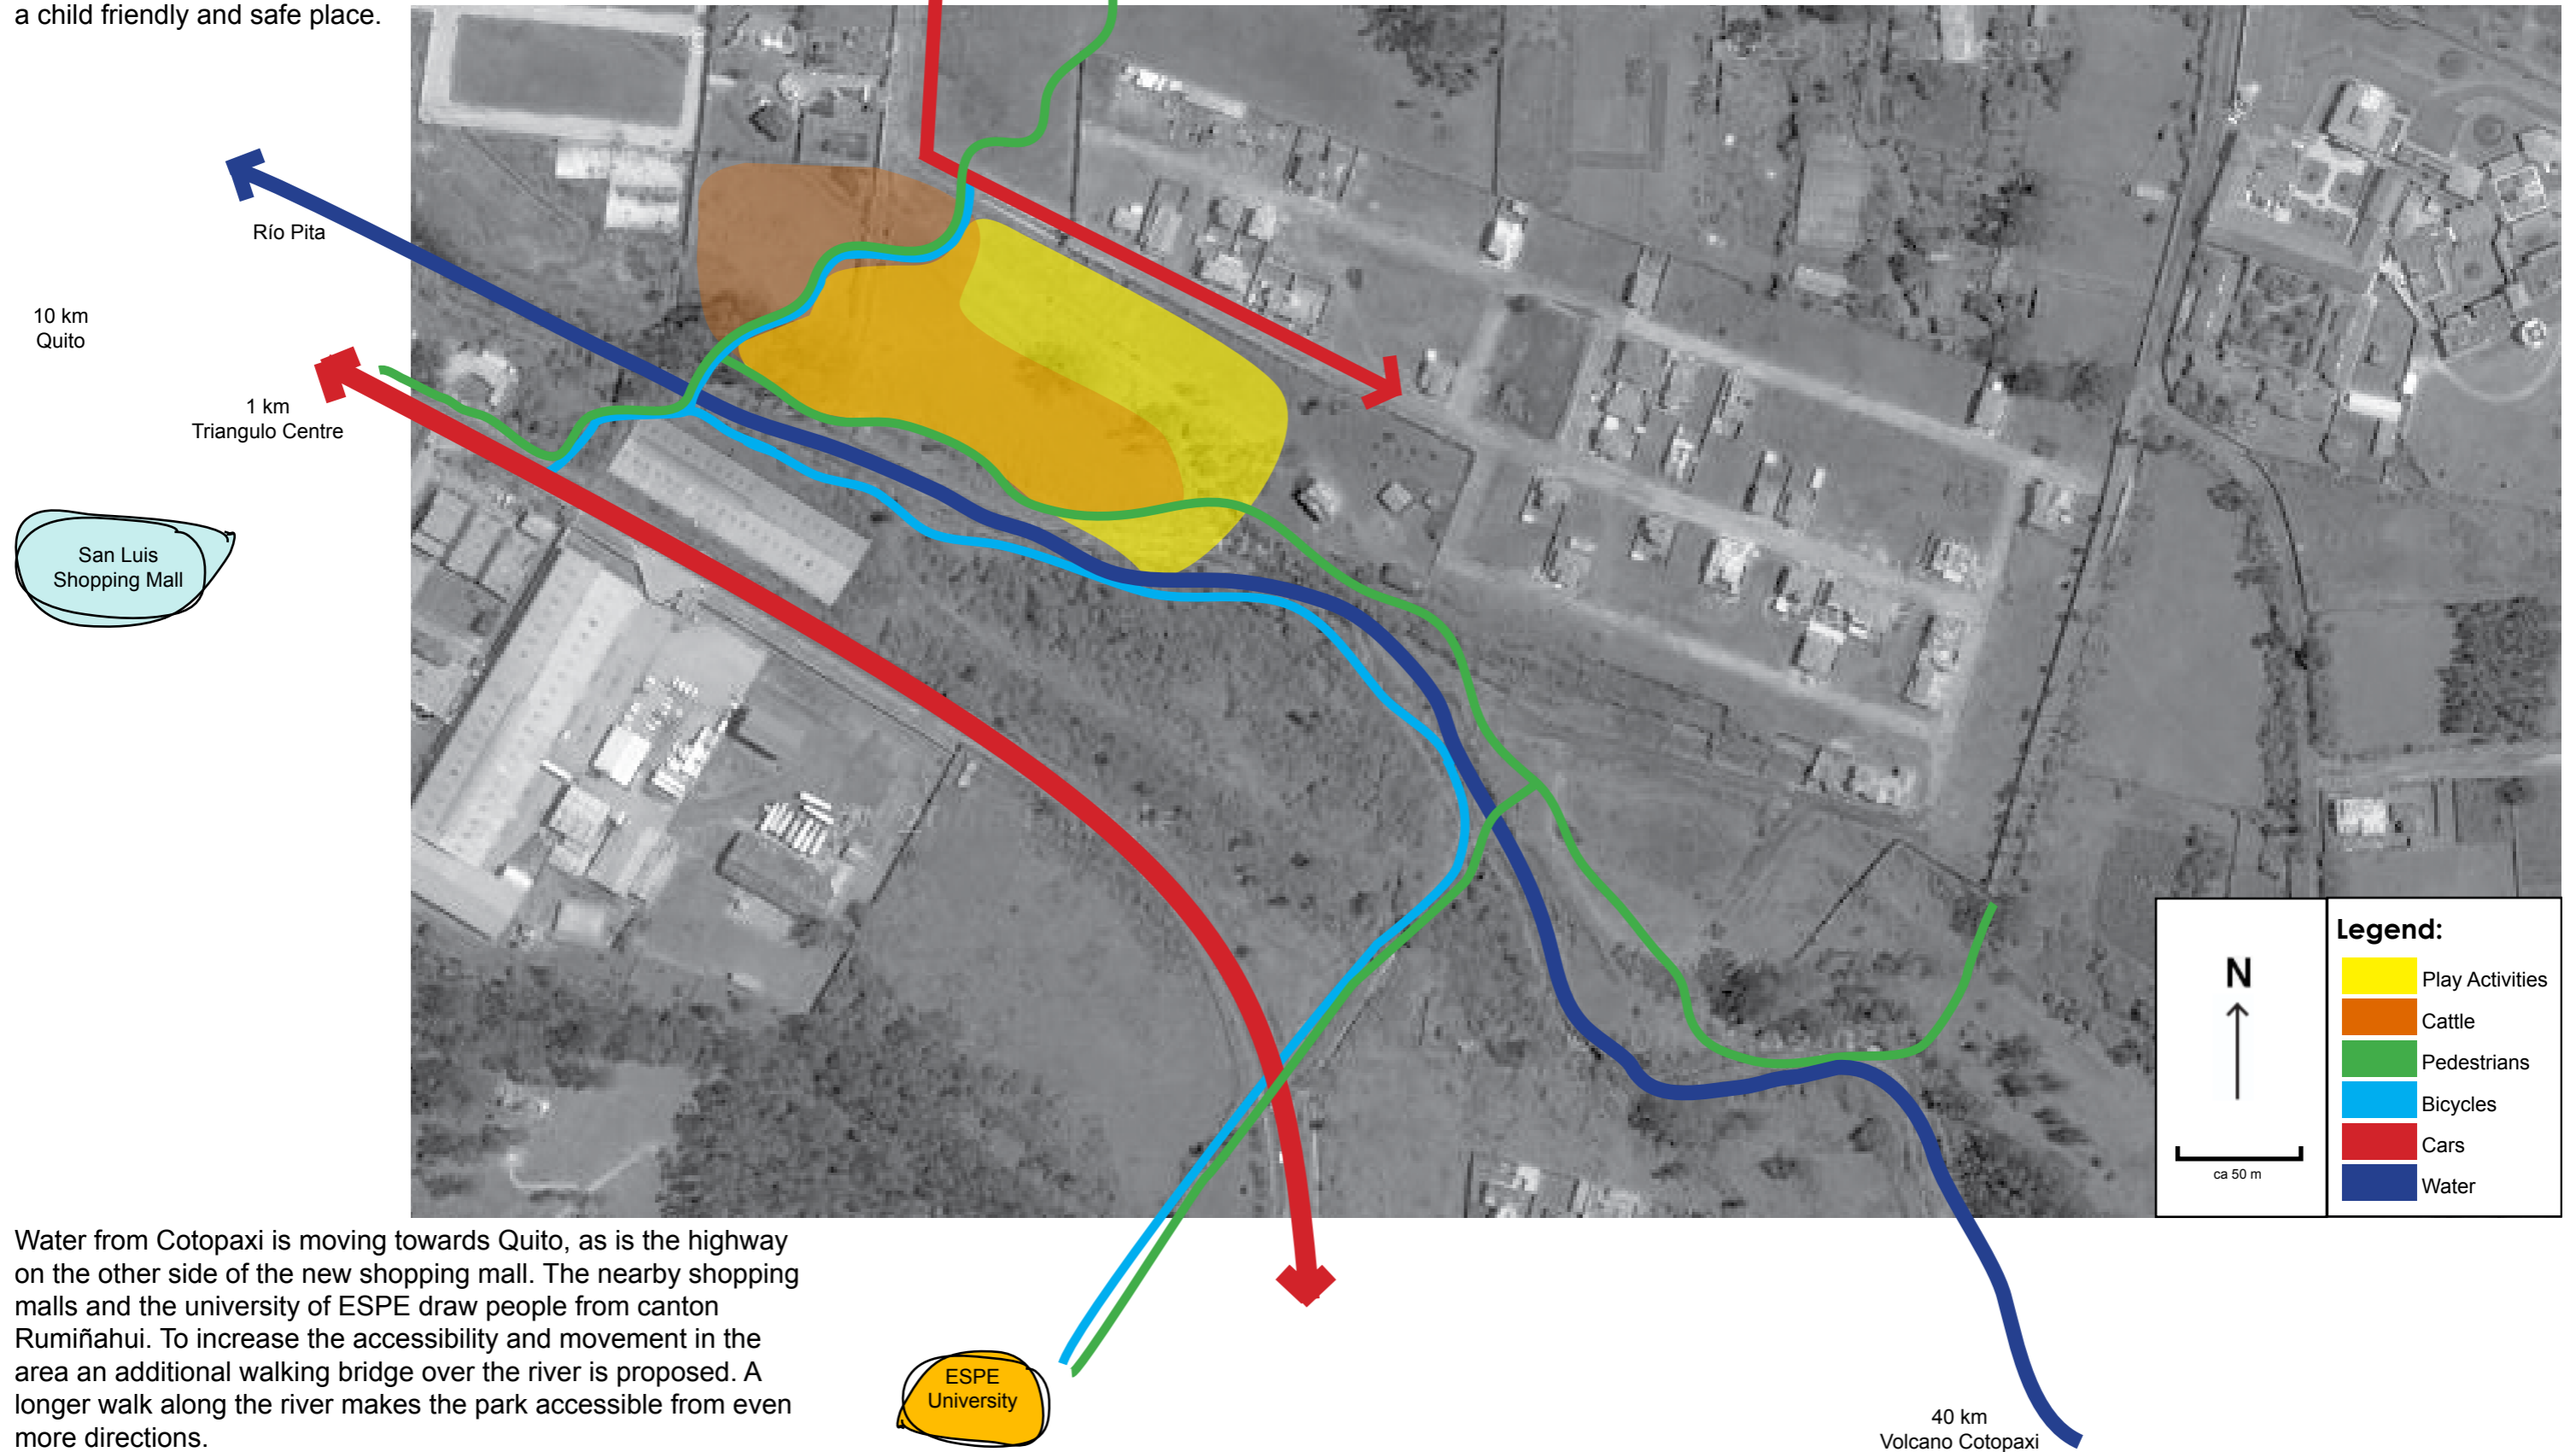 a child friendly and safe place.
Río Pita
10 km
Quito
1 km
Triangulo Centre
San Luis
Shopping Mall
Legend:
N
Play Activities
Cattle
Pedestrians
Bicycles
Cars
ca 50 m
Water
Water from Cotopaxi is moving towards Quito, as is the highway
on the other side of the new shopping mall. The nearby shopping
malls and the university of ESPE draw people from canton
Rumiñahui. To increase the accessibility and movement in the
area an additional walking bridge over the river is proposed. A
longer walk along the river makes the park accessible from even
more directions.
ESPE
University
40 km
Volcano Cotopaxi